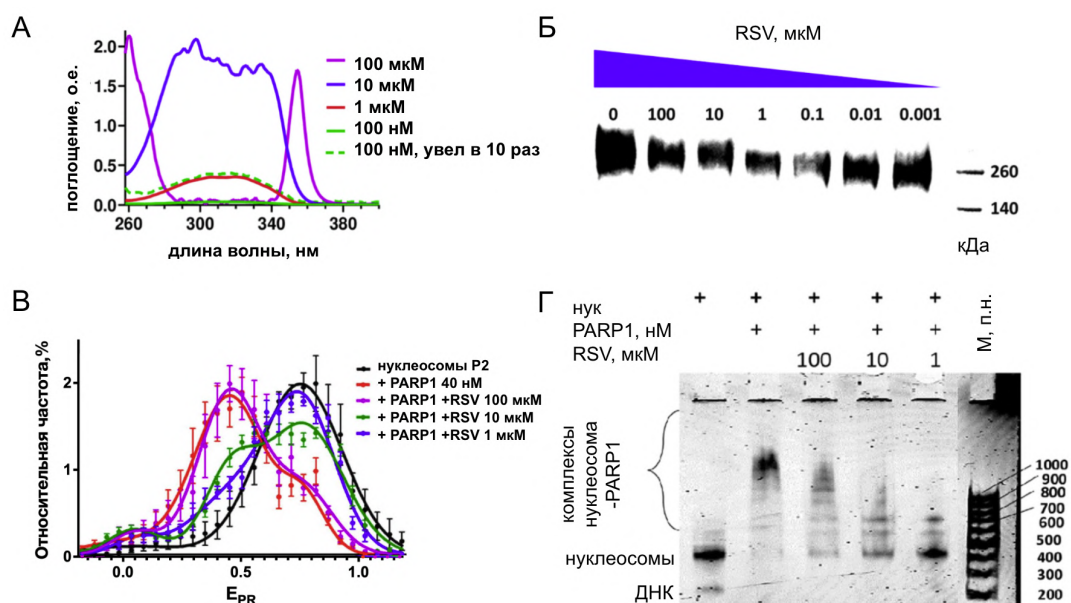 А
поглощение, о.е.
2.0
1.5
1.0
0.5
0.0
260
300
340
380
длина волны, нм
100 мкМ
10 мкМ
1 мкМ
100 нМ
100 нМ, увел в 10 раз
Б
RSV, мкМ
0 100 10 1 0.1 0.01 0.001
260
140
кДа
В
Относительная частота,%
2
1
0
0.0 0.5 1.0
EPR
нуклеосомы P2
+ PARP1 40 нМ
+ PARP1 +RSV 100 мкМ
+ PARP1 +RSV 10 мкМ
+ PARP1 +RSV 1 мкМ
Г
нук + + + + +
PARP1, нМ + + + +
RSV, мкМ 100 10 1
М, п.н.
комплексы
нуклеосома
-PARP1
нуклеосомы
ДНК
1000
900
800
700
600
500
400
300
200